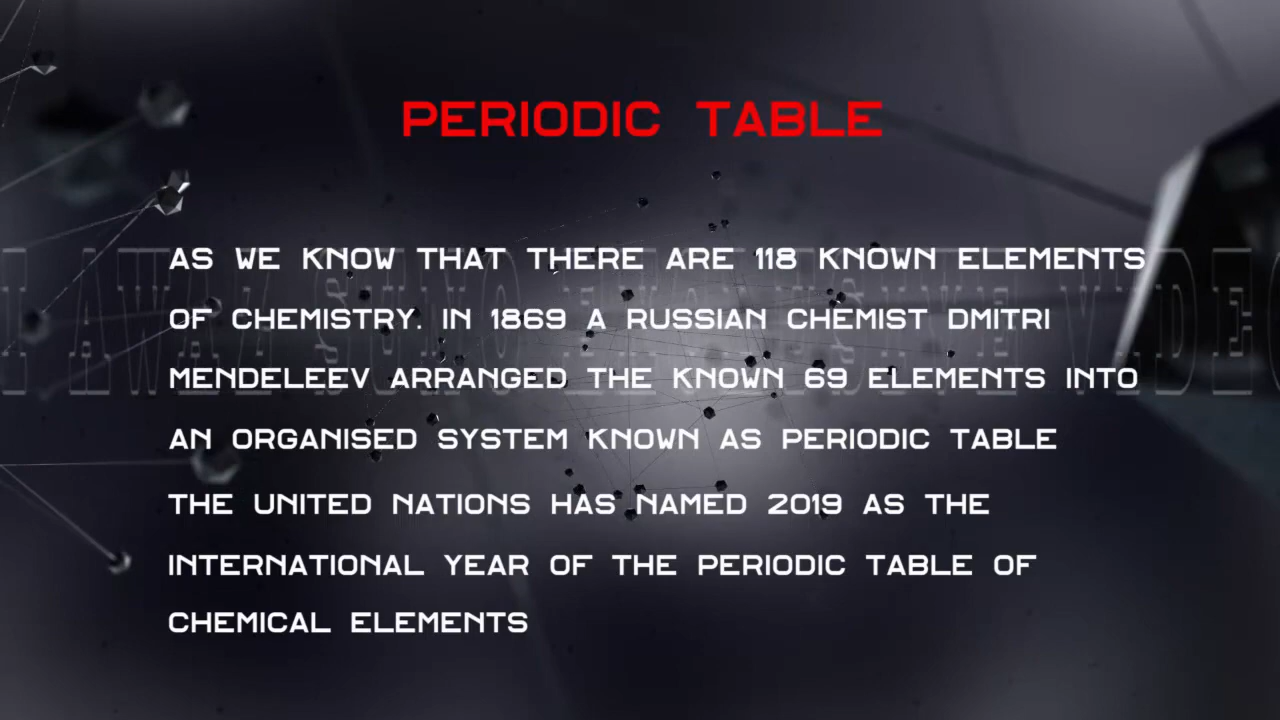 PERIODIC TABLE
AS WE KNOW THAT THERE ARE 118 KNOWN ELEMENTS
OF CHEMISTRY. IN 1869 A RUSSIAN CHEMIST DMITRI
MENDELEEV ARRANGED THE KNOWN 69 ELEMENTS INTO
AN ORGANISED SYSTEM KNOWN AS PERIODIC TABLE
THE UNITED NATIONS HAS NAMED 2019 AS THE
INTERNATIONAL YEAR OF THE PERIODIC TABLE OF
CHEMICAL ELEMENTS